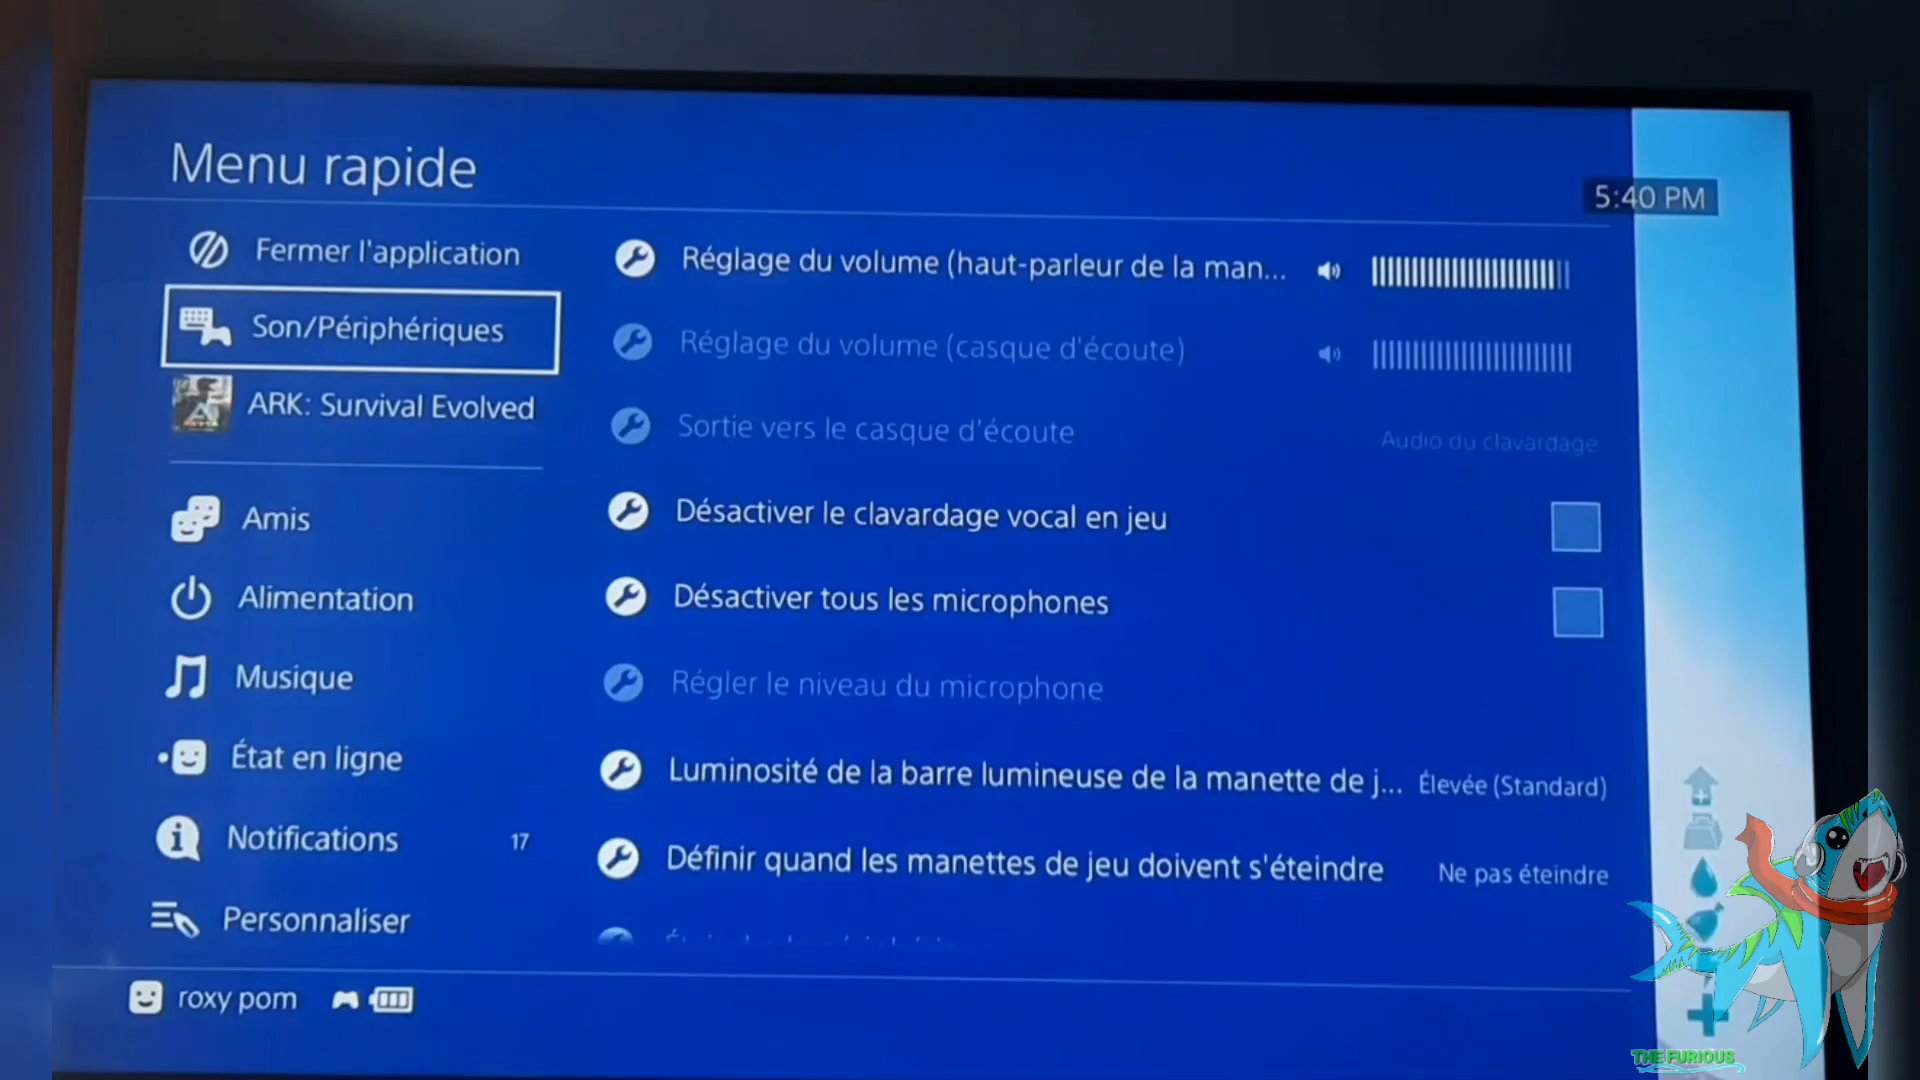 Menu rapide
5:40 PM
Fermer l'application
Son/Périphériques
ARK: Survival Evolved
Amis
Alimentation
Musique
État en ligne
Notifications 17
Personnaliser
Réglage du volume (haut-parleur de la man...
Réglage du volume (casque d'écoute)
Sortie vers le casque d'écoute Audio du clavardage
Désactiver le clavardage vocal en jeu
Désactiver tous les microphones
Régler le niveau du microphone
Luminosité de la barre lumineuse de la manette de j... Élevée (Standard)
Définir quand les manettes de jeu doivent s'éteindre Ne pas éteindre
roxy pom
THE FURIOUS